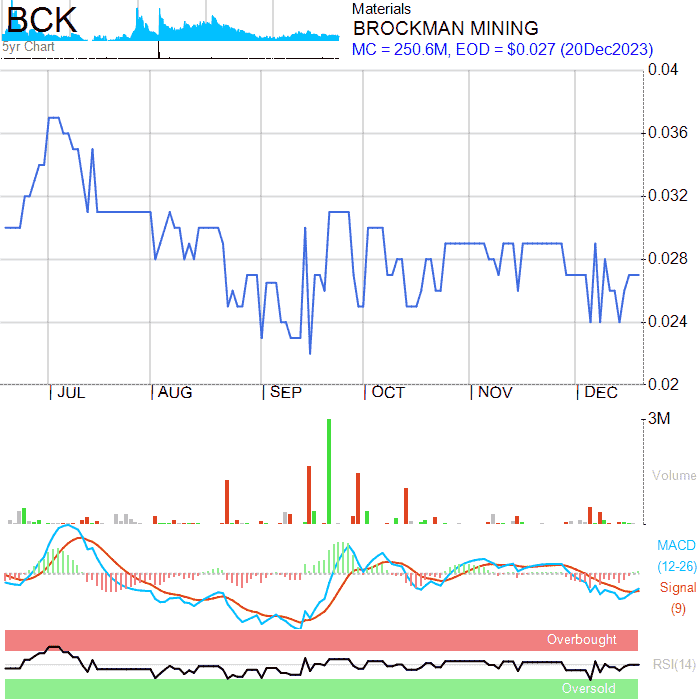 BCK
5yr Chart
Materials
BROCKMAN MINING
MC = 250.6M, EOD = $0.027 (20Dec2023)
0.04
0.036
0.032
0.028
0.024
0.02
JUL AUG SEP OCT NOV DEC
3M
Volume
MACD
(12-26)
Signal
(9)
Overbought
RSI(14)
Oversold